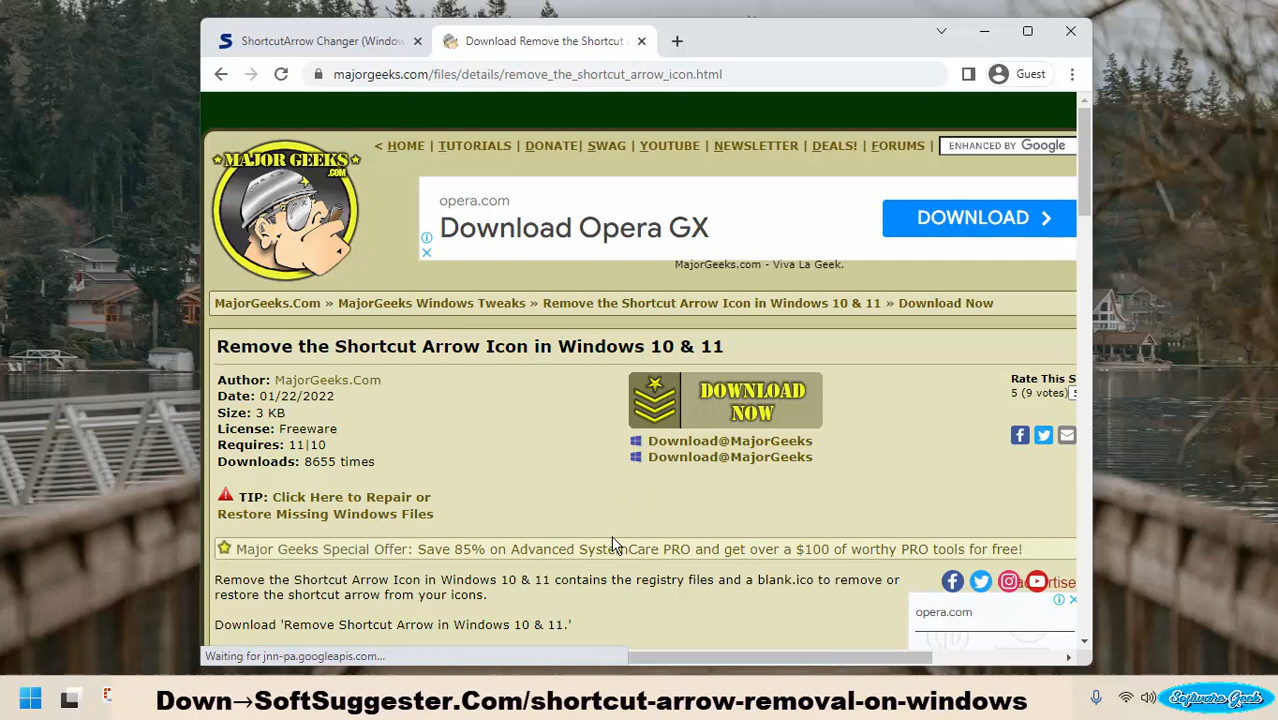 ShortcutArrow Changer (Window
Download Remove the Shortcut
majorgeeks.com/files/details/remove_the_shortcut_arrow_icon.html
Guest
MAJOR GEEKS
.COM
< HOME | TUTORIALS | DONATE| SWAG | YOUTUBE | NEWSLETTER | DEALS! | FORUMS |
ENHANCED BY Google
opera.com
Download Opera GX
DOWNLOAD
MajorGeeks.com - Viva La Geek.
MajorGeeks.Com » MajorGeeks Windows Tweaks » Remove the Shortcut Arrow Icon in Windows 10 & 11 » Download Now
Remove the Shortcut Arrow Icon in Windows 10 & 11
Author: MajorGeeks.Com
Date: 01/22/2022
Size: 3 KB
License: Freeware
Requires: 11|10
Downloads: 8655 times
TIP: Click Here to Repair or
Restore Missing Windows Files
DOWNLOAD
NOW
Download@MajorGeeks
Download@MajorGeeks
Rate This S
5 (9 votes)
Major Geeks Special Offer: Save 85% on Advanced SystemCare PRO and get over a $100 of worthy PRO tools for free!
Remove the Shortcut Arrow Icon in Windows 10 & 11 contains the registry files and a blank.ico to remove or
restore the shortcut arrow from your icons.
Download 'Remove Shortcut Arrow in Windows 10 & 11.'
opera.com
Waiting for jnn-pa.googleapis.com...
Down→SoftSuggester.Com/shortcut-arrow-removal-on-windows
Software Geek